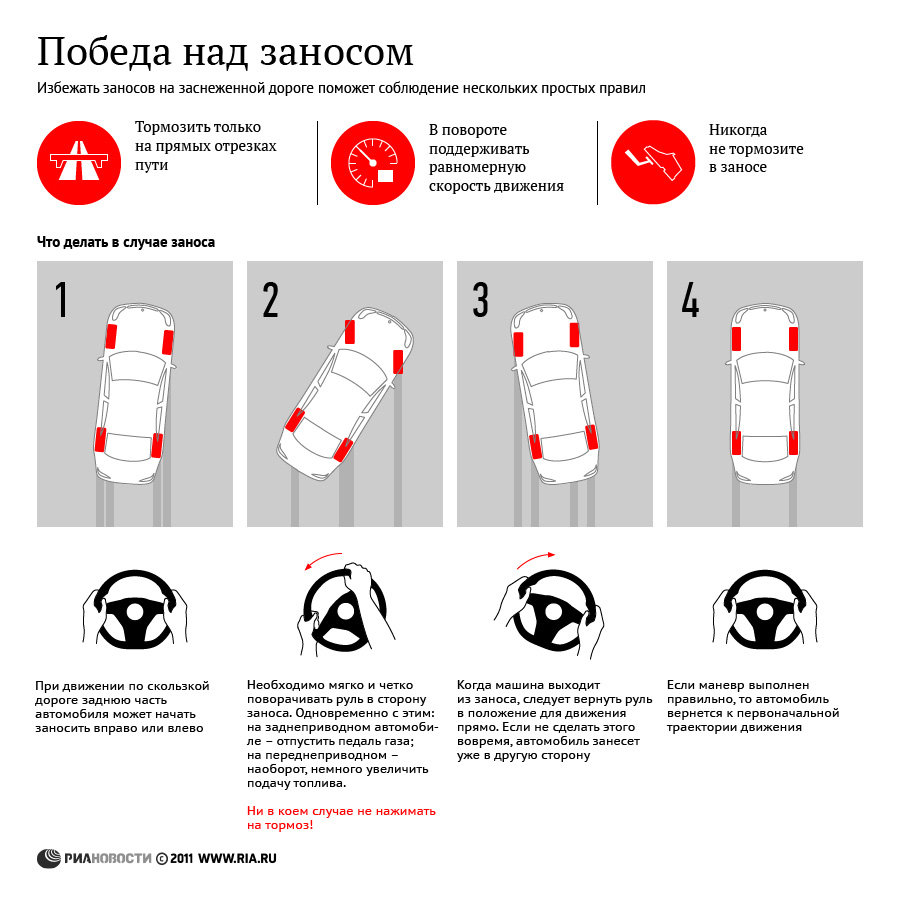 Победа над заносом
Избежать заносов на заснеженной дороге поможет соблюдение нескольких простых правил
Тормозить только
на прямых отрезках
пути
В повороте
поддерживать
равномерную
скорость движения
Никогда
не тормозите
в заносе
Что делать в случае заноса
1
2
3
4
При движении по скользкой
дороге заднюю часть
автомобиля может начать
заносить вправо или влево
Необходимо мягко и четко
поворачивать руль в сторону
заноса. Одновременно с этим:
на заднеприводном автомоби-
ле – отпустить педаль газа;
на переднеприводном –
наоборот, немного увеличить
подачу топлива.
Ни в коем случае не нажимать
на тормоз!
Когда машина выходит
из заноса, следует вернуть руль
в положение для движения
прямо. Если не сделать этого
вовремя, автомобиль занесет
уже в другую сторону
Если маневр выполнен
правильно, то автомобиль
вернется к первоначальной
траектории движения
РИАНОВОСТИ © 2011 WWW.RIA.RU